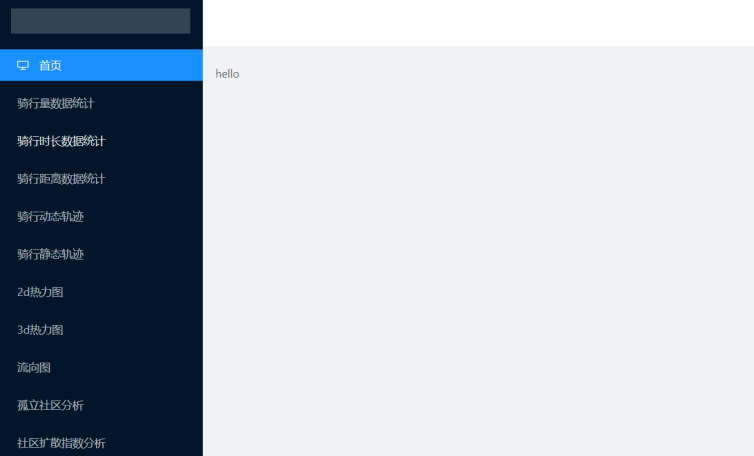 首页
hello
骑行量数据统计
骑行时长数据统计
骑行距离数据统计
骑行动态轨迹
骑行静态轨迹
2d热力图
3d热力图
流向图
孤立社区分析
社区扩散指数分析